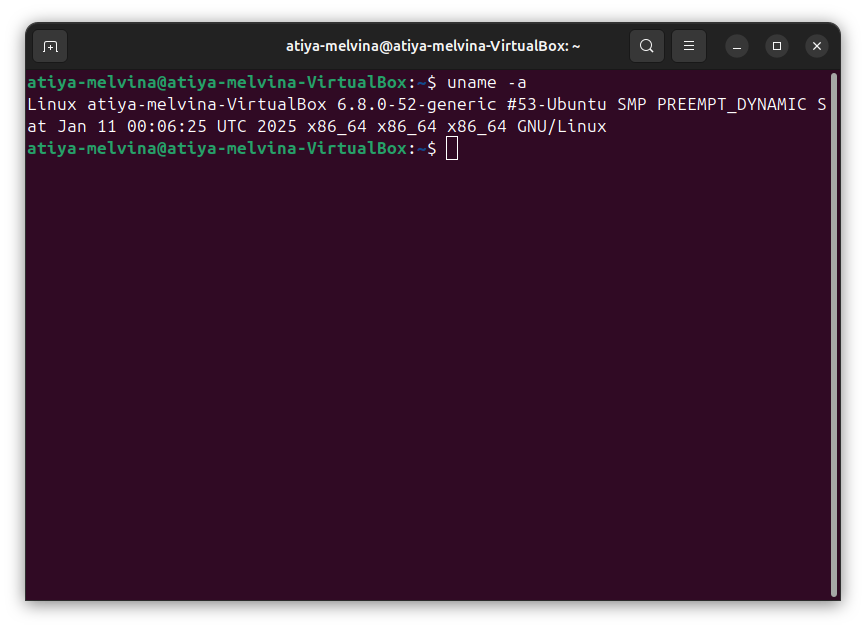 atiya-melvina@atiya-melvina-VirtualBox: ~
atiya-melvina@atiya-melvina-VirtualBox:~$ uname -a
Linux atiya-melvina-VirtualBox 6.8.0-52-generic #53-Ubuntu SMP PREEMPT_DYNAMIC S
at Jan 11 00:06:25 UTC 2025 x86_64 x86_64 x86_64 GNU/Linux
atiya-melvina@atiya-melvina-VirtualBox:~$